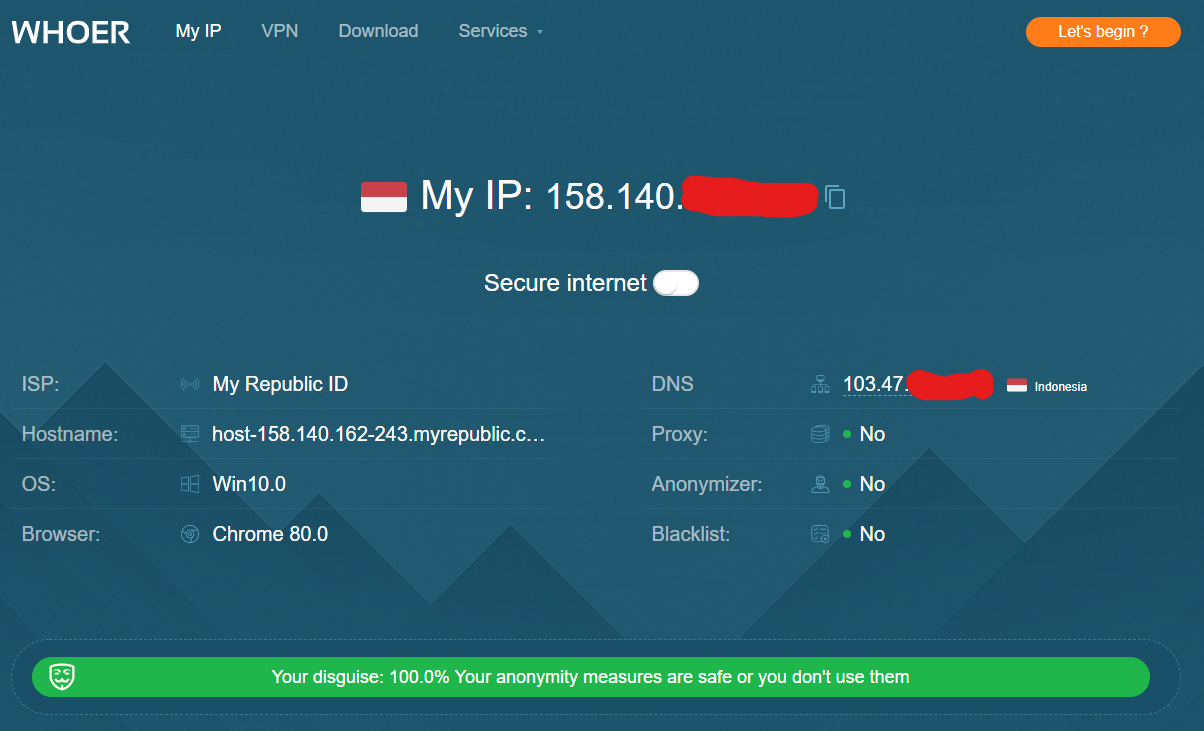 WHOER My IP VPN Download Services Let's begin ?
My IP: 158.140.
Secure internet
ISP: My Republic ID
DNS 103.47. Indonesia
Hostname: host-158.140.162-243.myrepublic.c…
Proxy: No
OS: Win10.0
Anonymizer: No
Browser: Chrome 80.0
Blacklist: No
Your disguise: 100.0% Your anonymity measures are safe or you don't use them